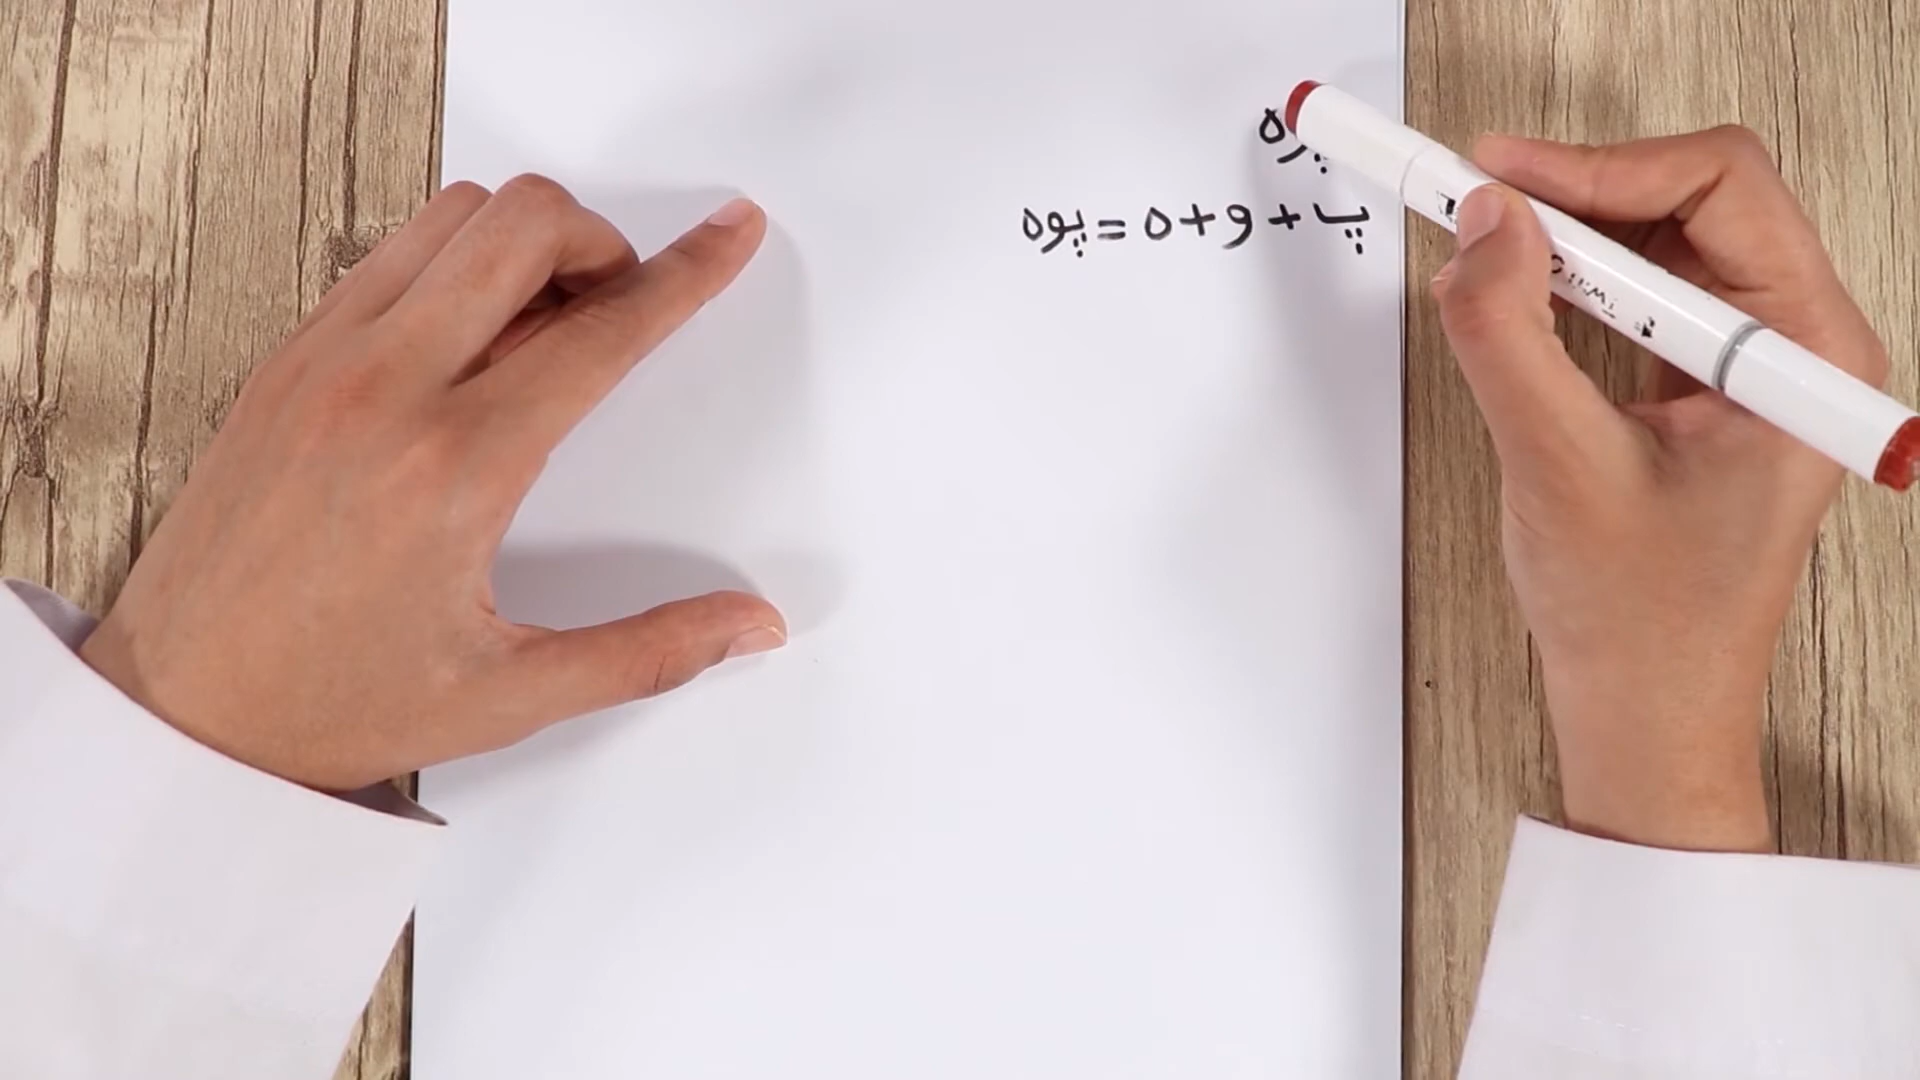 پ + و + ه = پوه